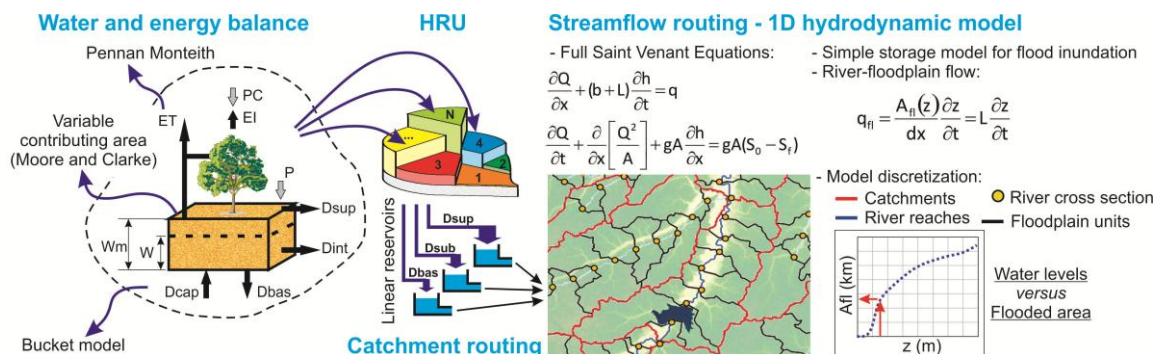 Water and energy balance
Pennan Monteith
ET
PC
EI
Variable
contributing area
(Moore and Clarke)
P
Dsup
Wm
W
Dint
Dcap
Dbas
Bucket model
HRU
N
...
4
3
2
1
Linear reservoirs
Dsup
Dsub
Dbas
Catchment routing
Streamflow routing - 1D hydrodynamic model
- Full Saint Venant Equations:
∂Q/∂x + (b+L) ∂h/∂t = q
∂Q/∂t + ∂/∂x [Q²/A] + gA ∂h/∂x = gA(S₀ − S_f)
- Simple storage model for flood inundation
- River-floodplain flow:
q_fl = A_fl(z)/dx ∂z/∂t = L ∂z/∂t
- Model discretization:
Catchments
River cross section
River reaches
Floodplain units
Afl (km)
z (m)
Water levels
versus
Flooded area